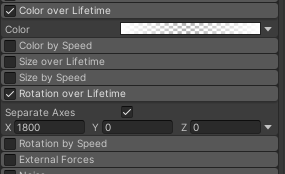 Color over Lifetime
Color
Color by Speed
Size over Lifetime
Size by Speed
Rotation over Lifetime
Separate Axes
X 1800 Y 0 Z 0
Rotation by Speed
External Forces
Noise